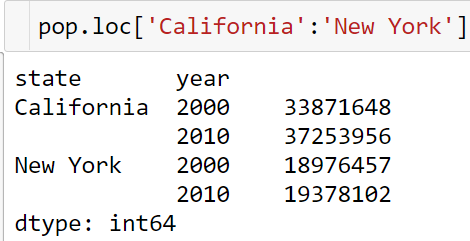 pop.loc['California':'New York']
state       year
California  2000    33871648
            2010    37253956
New York    2000    18976457
            2010    19378102
dtype: int64